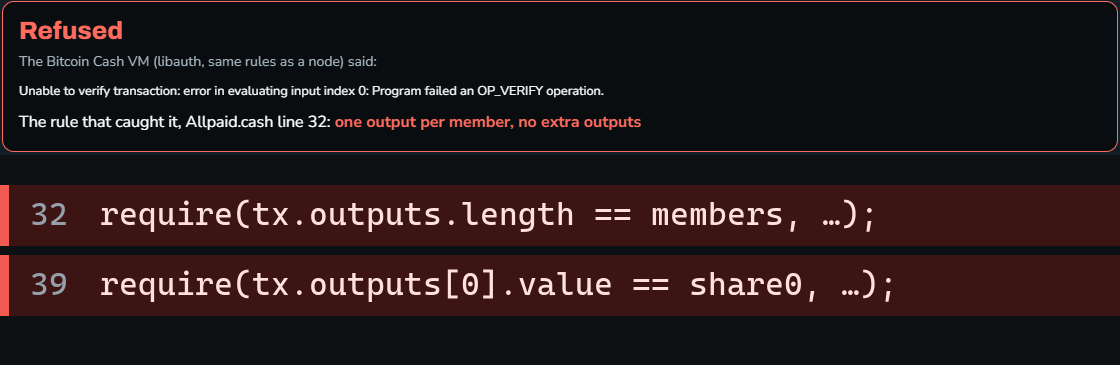 Refused
The Bitcoin Cash VM (libauth, same rules as a node) said:
Unable to verify transaction: error in evaluating input index 0: Program failed an OP_VERIFY operation.
The rule that caught it, Allpaid.cash line 32: one output per member, no extra outputs
32 require(tx.outputs.length == members, …);
39 require(tx.outputs[0].value == share0, …);